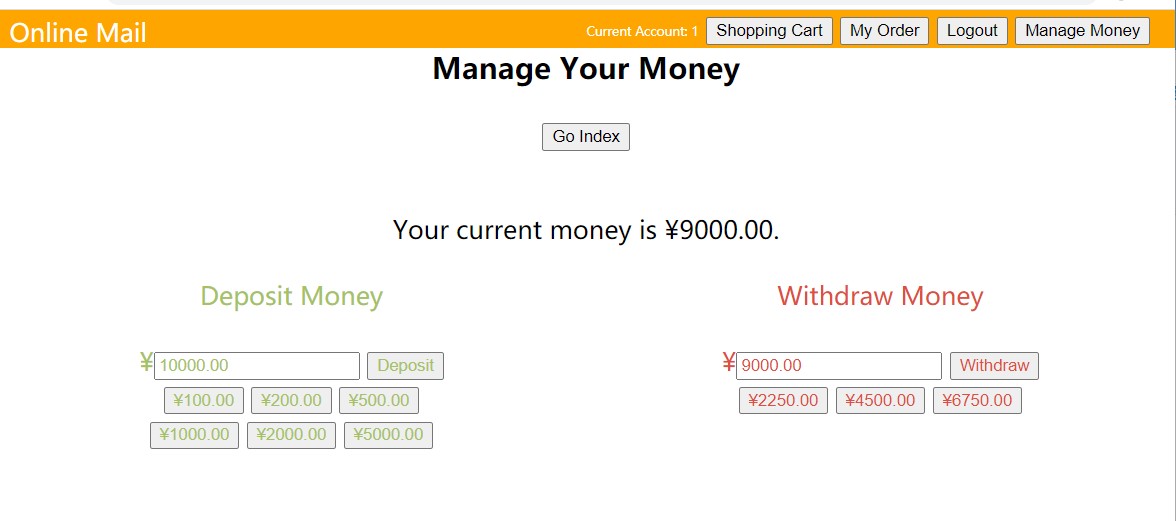 Online Mail
Current Account: 1 Shopping Cart My Order Logout Manage Money
Manage Your Money
Go Index
Your current money is ¥9000.00.
Deposit Money
¥10000.00 Deposit
¥100.00 ¥200.00 ¥500.00
¥1000.00 ¥2000.00 ¥5000.00
Withdraw Money
¥9000.00 Withdraw
¥2250.00 ¥4500.00 ¥6750.00